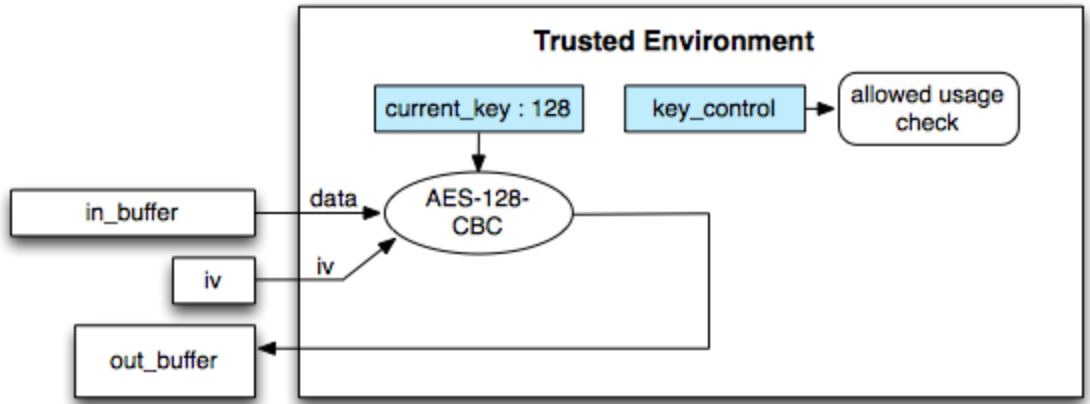 Trusted Environment
current_key : 128
key_control
allowed usage
check
in_buffer
data
AES-128-
CBC
iv
iv
out_buffer